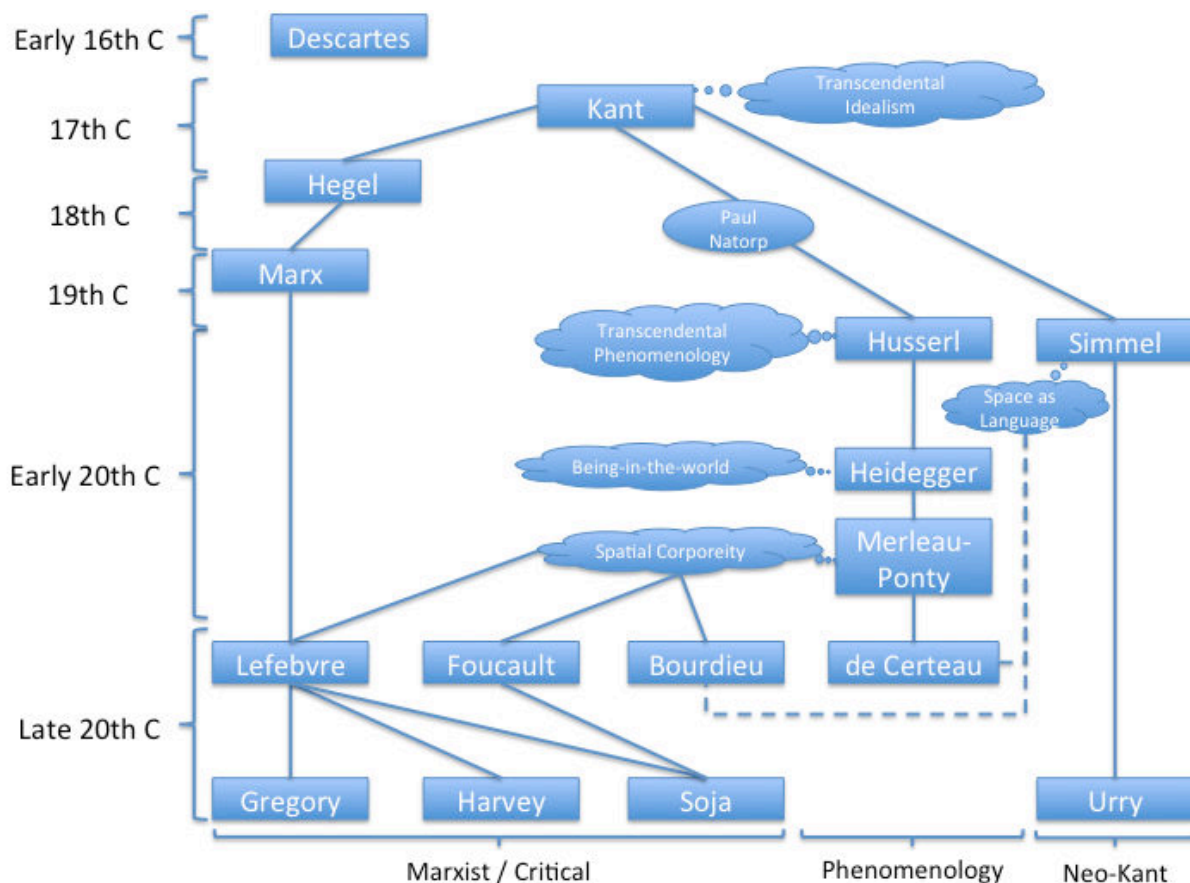 Early 16th C
Descartes
Transcendental
Idealism
Kant
17th C
Hegel
18th C
Paul
Natorp
Marx
19th C
Transcendental
Phenomenology
Husserl
Simmel
Space as
Language
Early 20th C
Being-in-the-world
Heidegger
Spatial Corporeity
Merleau-
Ponty
Lefebvre
Foucault
Bourdieu
de Certeau
Late 20th C
Gregory
Harvey
Soja
Urry
Marxist / Critical
Phenomenology
Neo-Kant